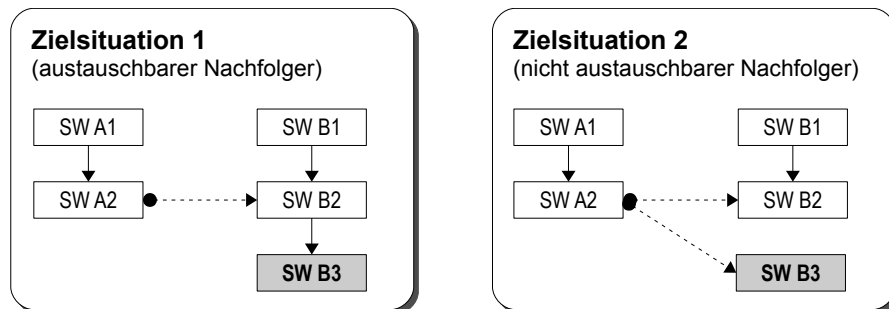 Zielsituation 1
(austauschbarer Nachfolger)
SW A1
SW B1
SW A2
SW B2
SW B3
Zielsituation 2
(nicht austauschbarer Nachfolger)
SW A1
SW B1
SW A2
SW B2
SW B3